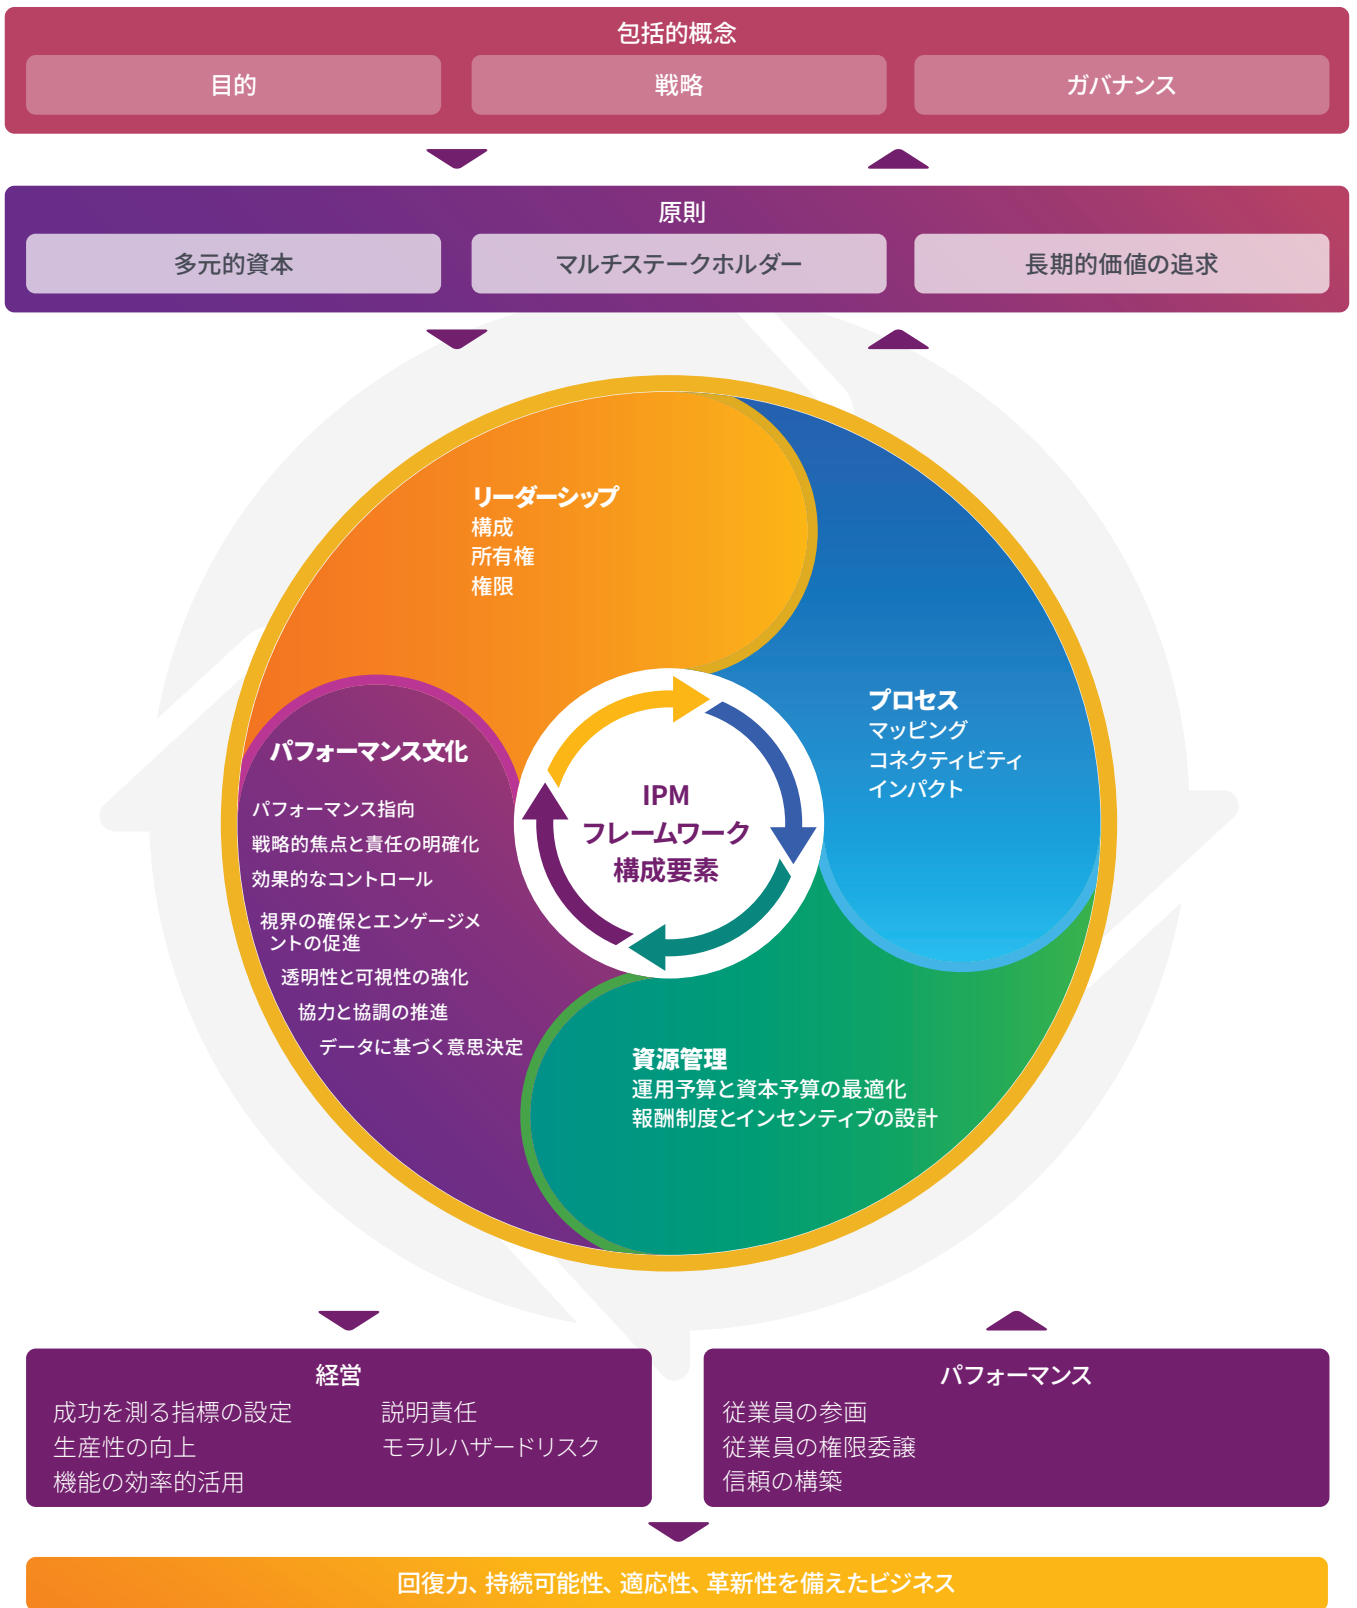 包括的概念
目的
戦略
ガバナンス
原則
多元的資本
マルチステークホルダー
長期的価値の追求
リーダーシップ
構成
所有権
権限
プロセス
マッピング
コネクティビティ
インパクト
パフォーマンス文化
パフォーマンス指向
戦略的焦点と責任の明確化
効果的なコントロール
視界の確保とエンゲージメ
ントの促進
透明性と可視性の強化
協力と協調の推進
データに基づく意思決定
IPM
フレームワーク
構成要素
資源管理
運用予算と資本予算の最適化
報酬制度とインセンティブの設計
経営
成功を測る指標の設定
生産性の向上
機能の効率的活用
説明責任
モラルハザードリスク
パフォーマンス
従業員の参画
従業員の権限委譲
信頼の構築
回復力、持続可能性、適応性、革新性を備えたビジネス